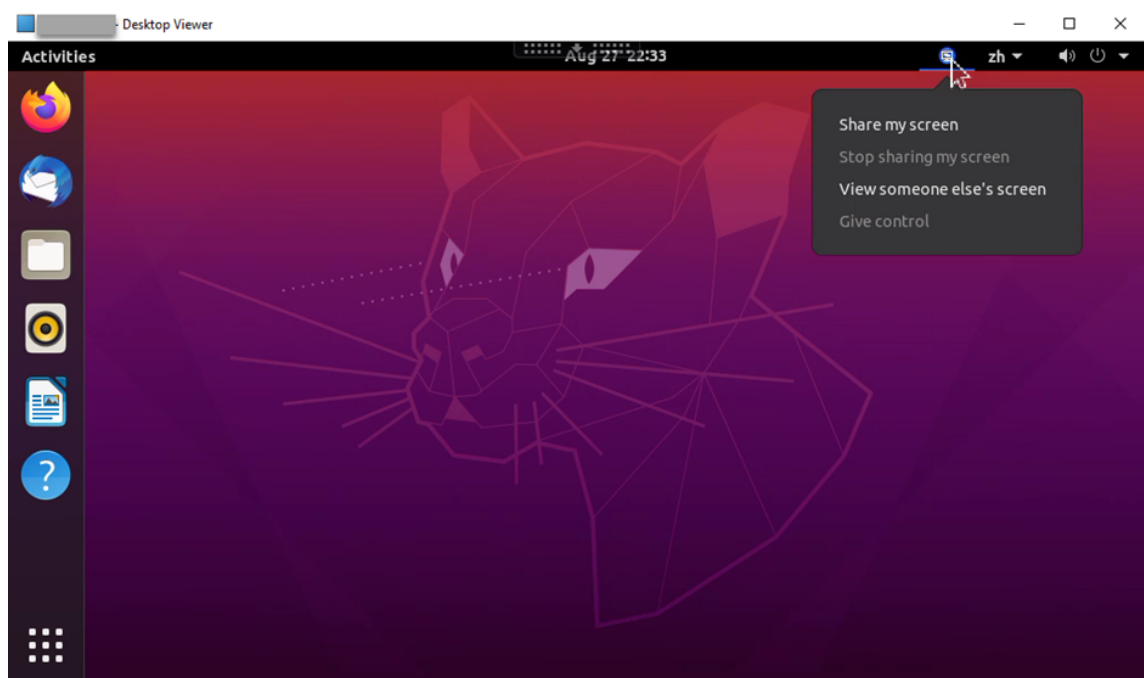 - Desktop Viewer
Activities
Aug 27 22:33
zh
Share my screen
Stop sharing my screen
View someone else's screen
Give control
?